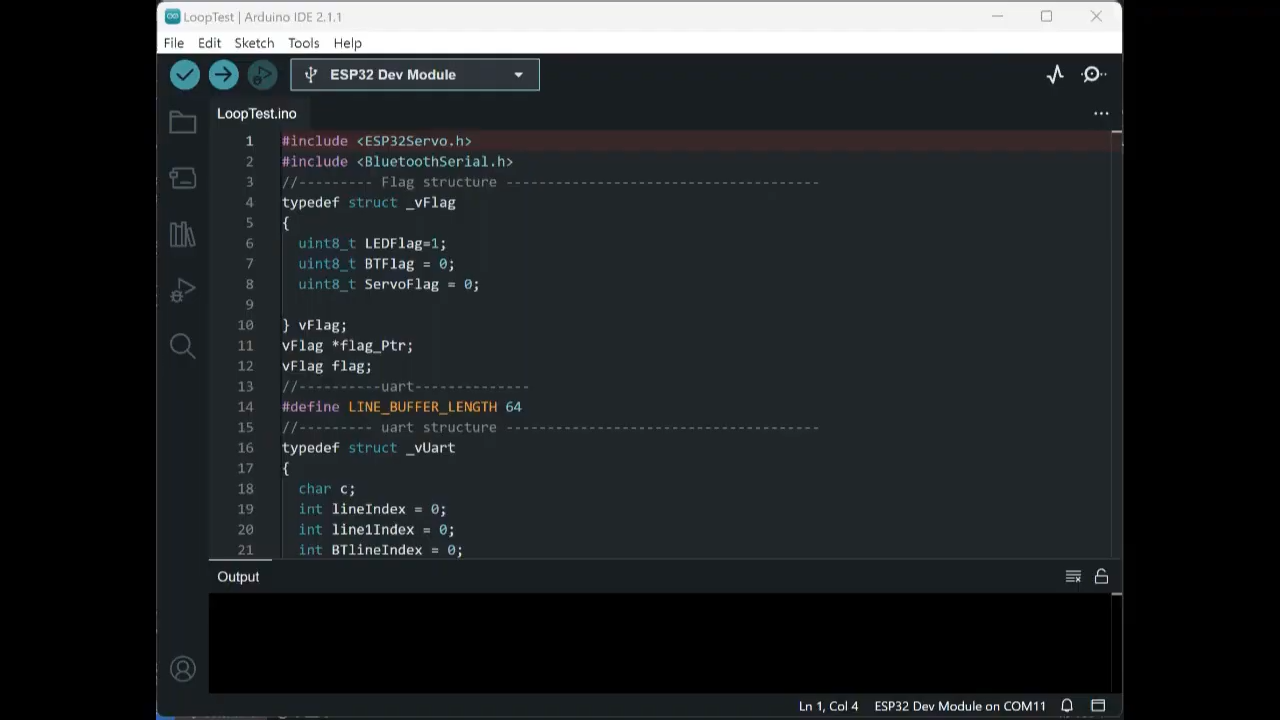 LoopTest | Arduino IDE 2.1.1
File Edit Sketch Tools Help
ESP32 Dev Module
LoopTest.ino
1 #include <ESP32Servo.h>
2 #include <BluetoothSerial.h>
3 //--------- Flag structure --------------------------------------
4 typedef struct _vFlag
5 {
6 uint8_t LEDFlag=1;
7 uint8_t BTFlag = 0;
8 uint8_t ServoFlag = 0;
9
10 } vFlag;
11 vFlag *flag_Ptr;
12 vFlag flag;
13 //----------uart--------------
14 #define LINE_BUFFER_LENGTH 64
15 //--------- uart structure --------------------------------------
16 typedef struct _vUart
17 {
18 char c;
19 int lineIndex = 0;
20 int line1Index = 0;
21 int BTlineIndex = 0;
Output
Ln 1, Col 4 ESP32 Dev Module on COM11